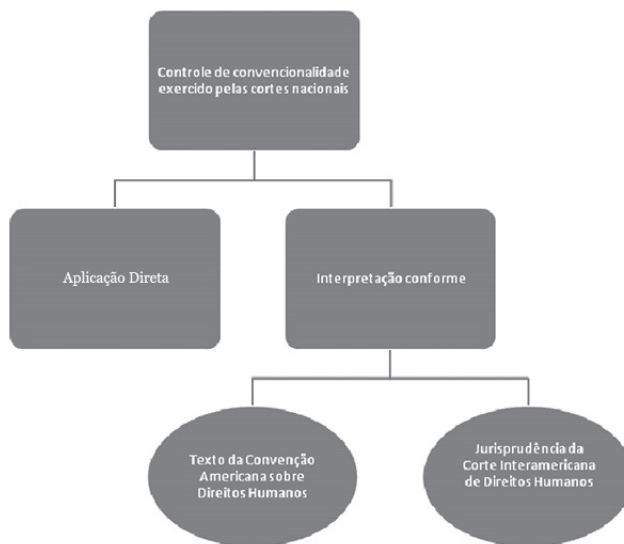 Controle de convencionalidade
exercido pelas cortes nacionais
Aplicação Direta
Interpretação conforme
Texto da Convenção
Americana sobre
Direitos Humanos
Jurisprudência da
Corte Interamericana
de Direitos Humanos